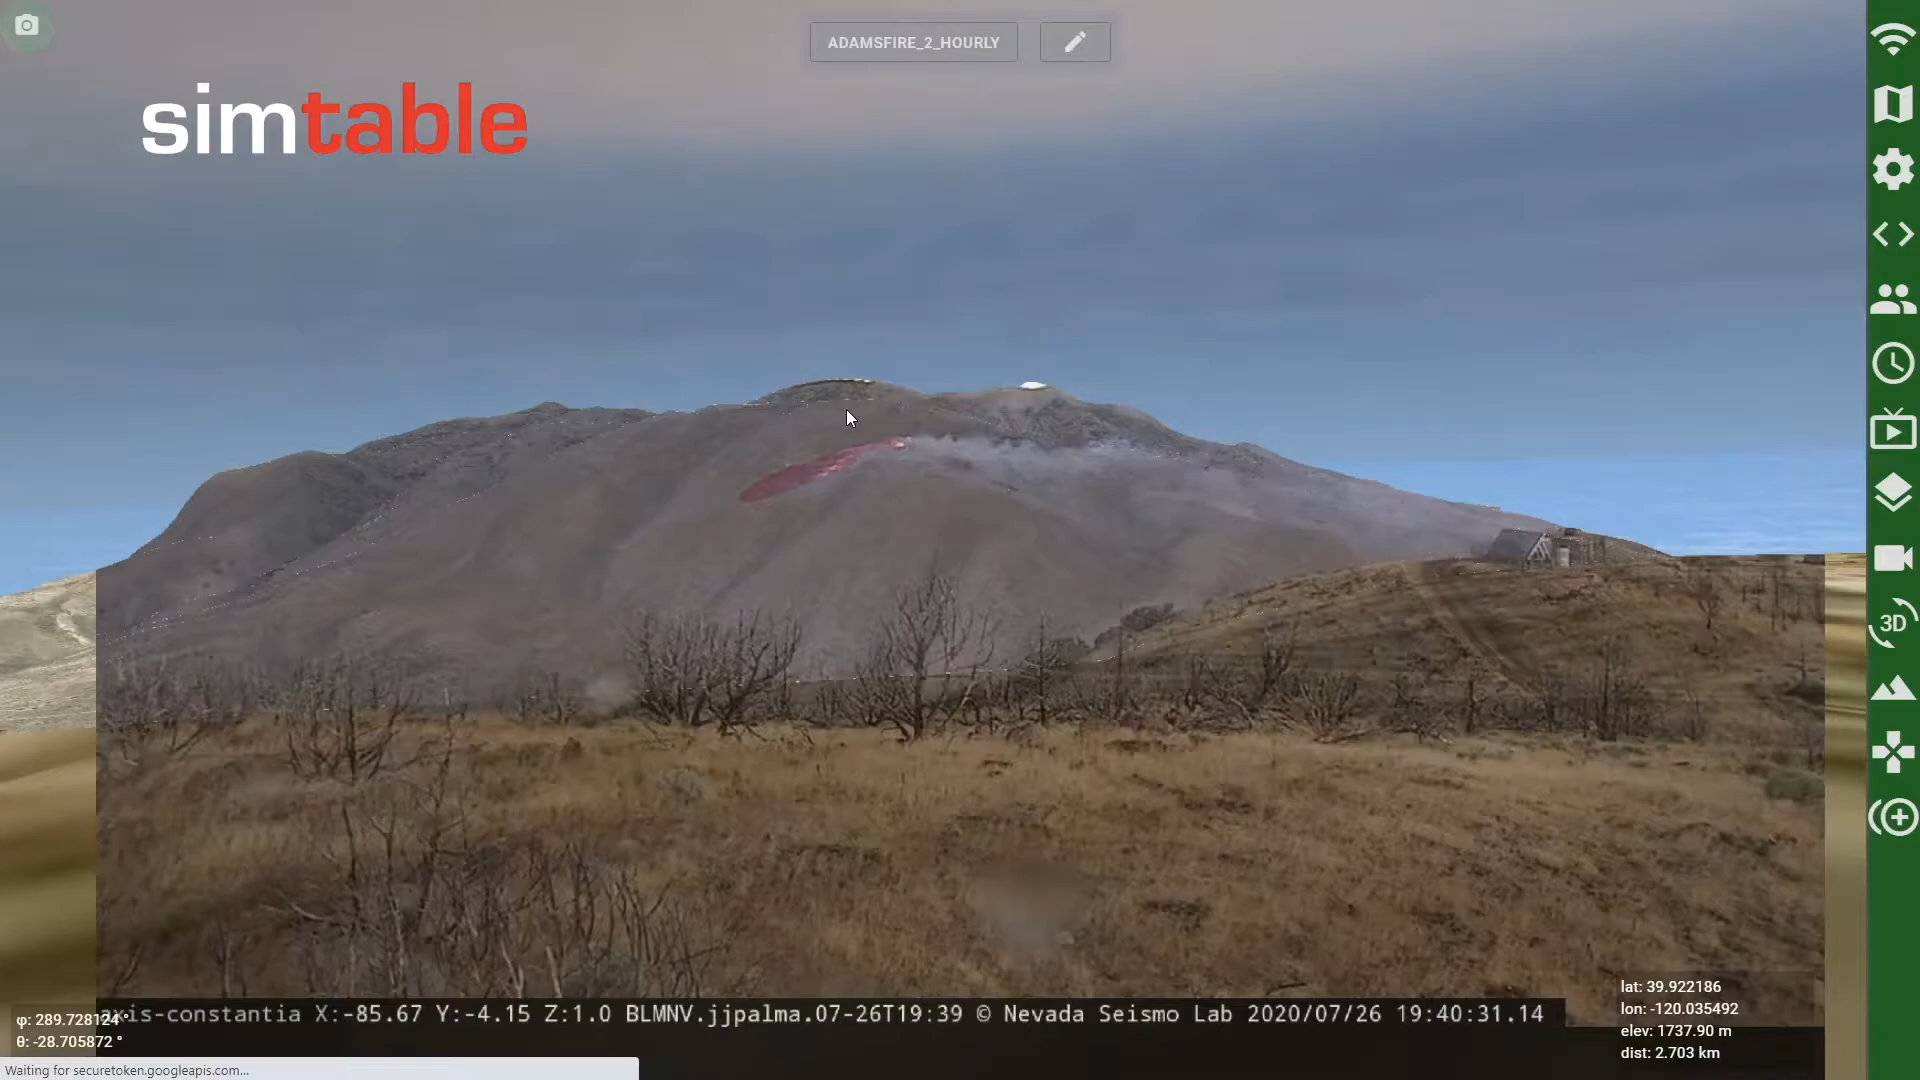 ADAMSFIRE_2_HOURLY
simtable
3D
lat: 39.922186
lon: -120.035492
elev: 1737.90 m
dist: 2.703 km
axis-constantia X:-85.67 Y:-4.15 Z:1.0 BLMNV.jjpalma.07-26T19:39 © Nevada Seismo Lab 2020/07/26 19:40:31.14
φ: 289.728124 °
θ: -28.705872 °
Waiting for securetoken.googleapis.com...